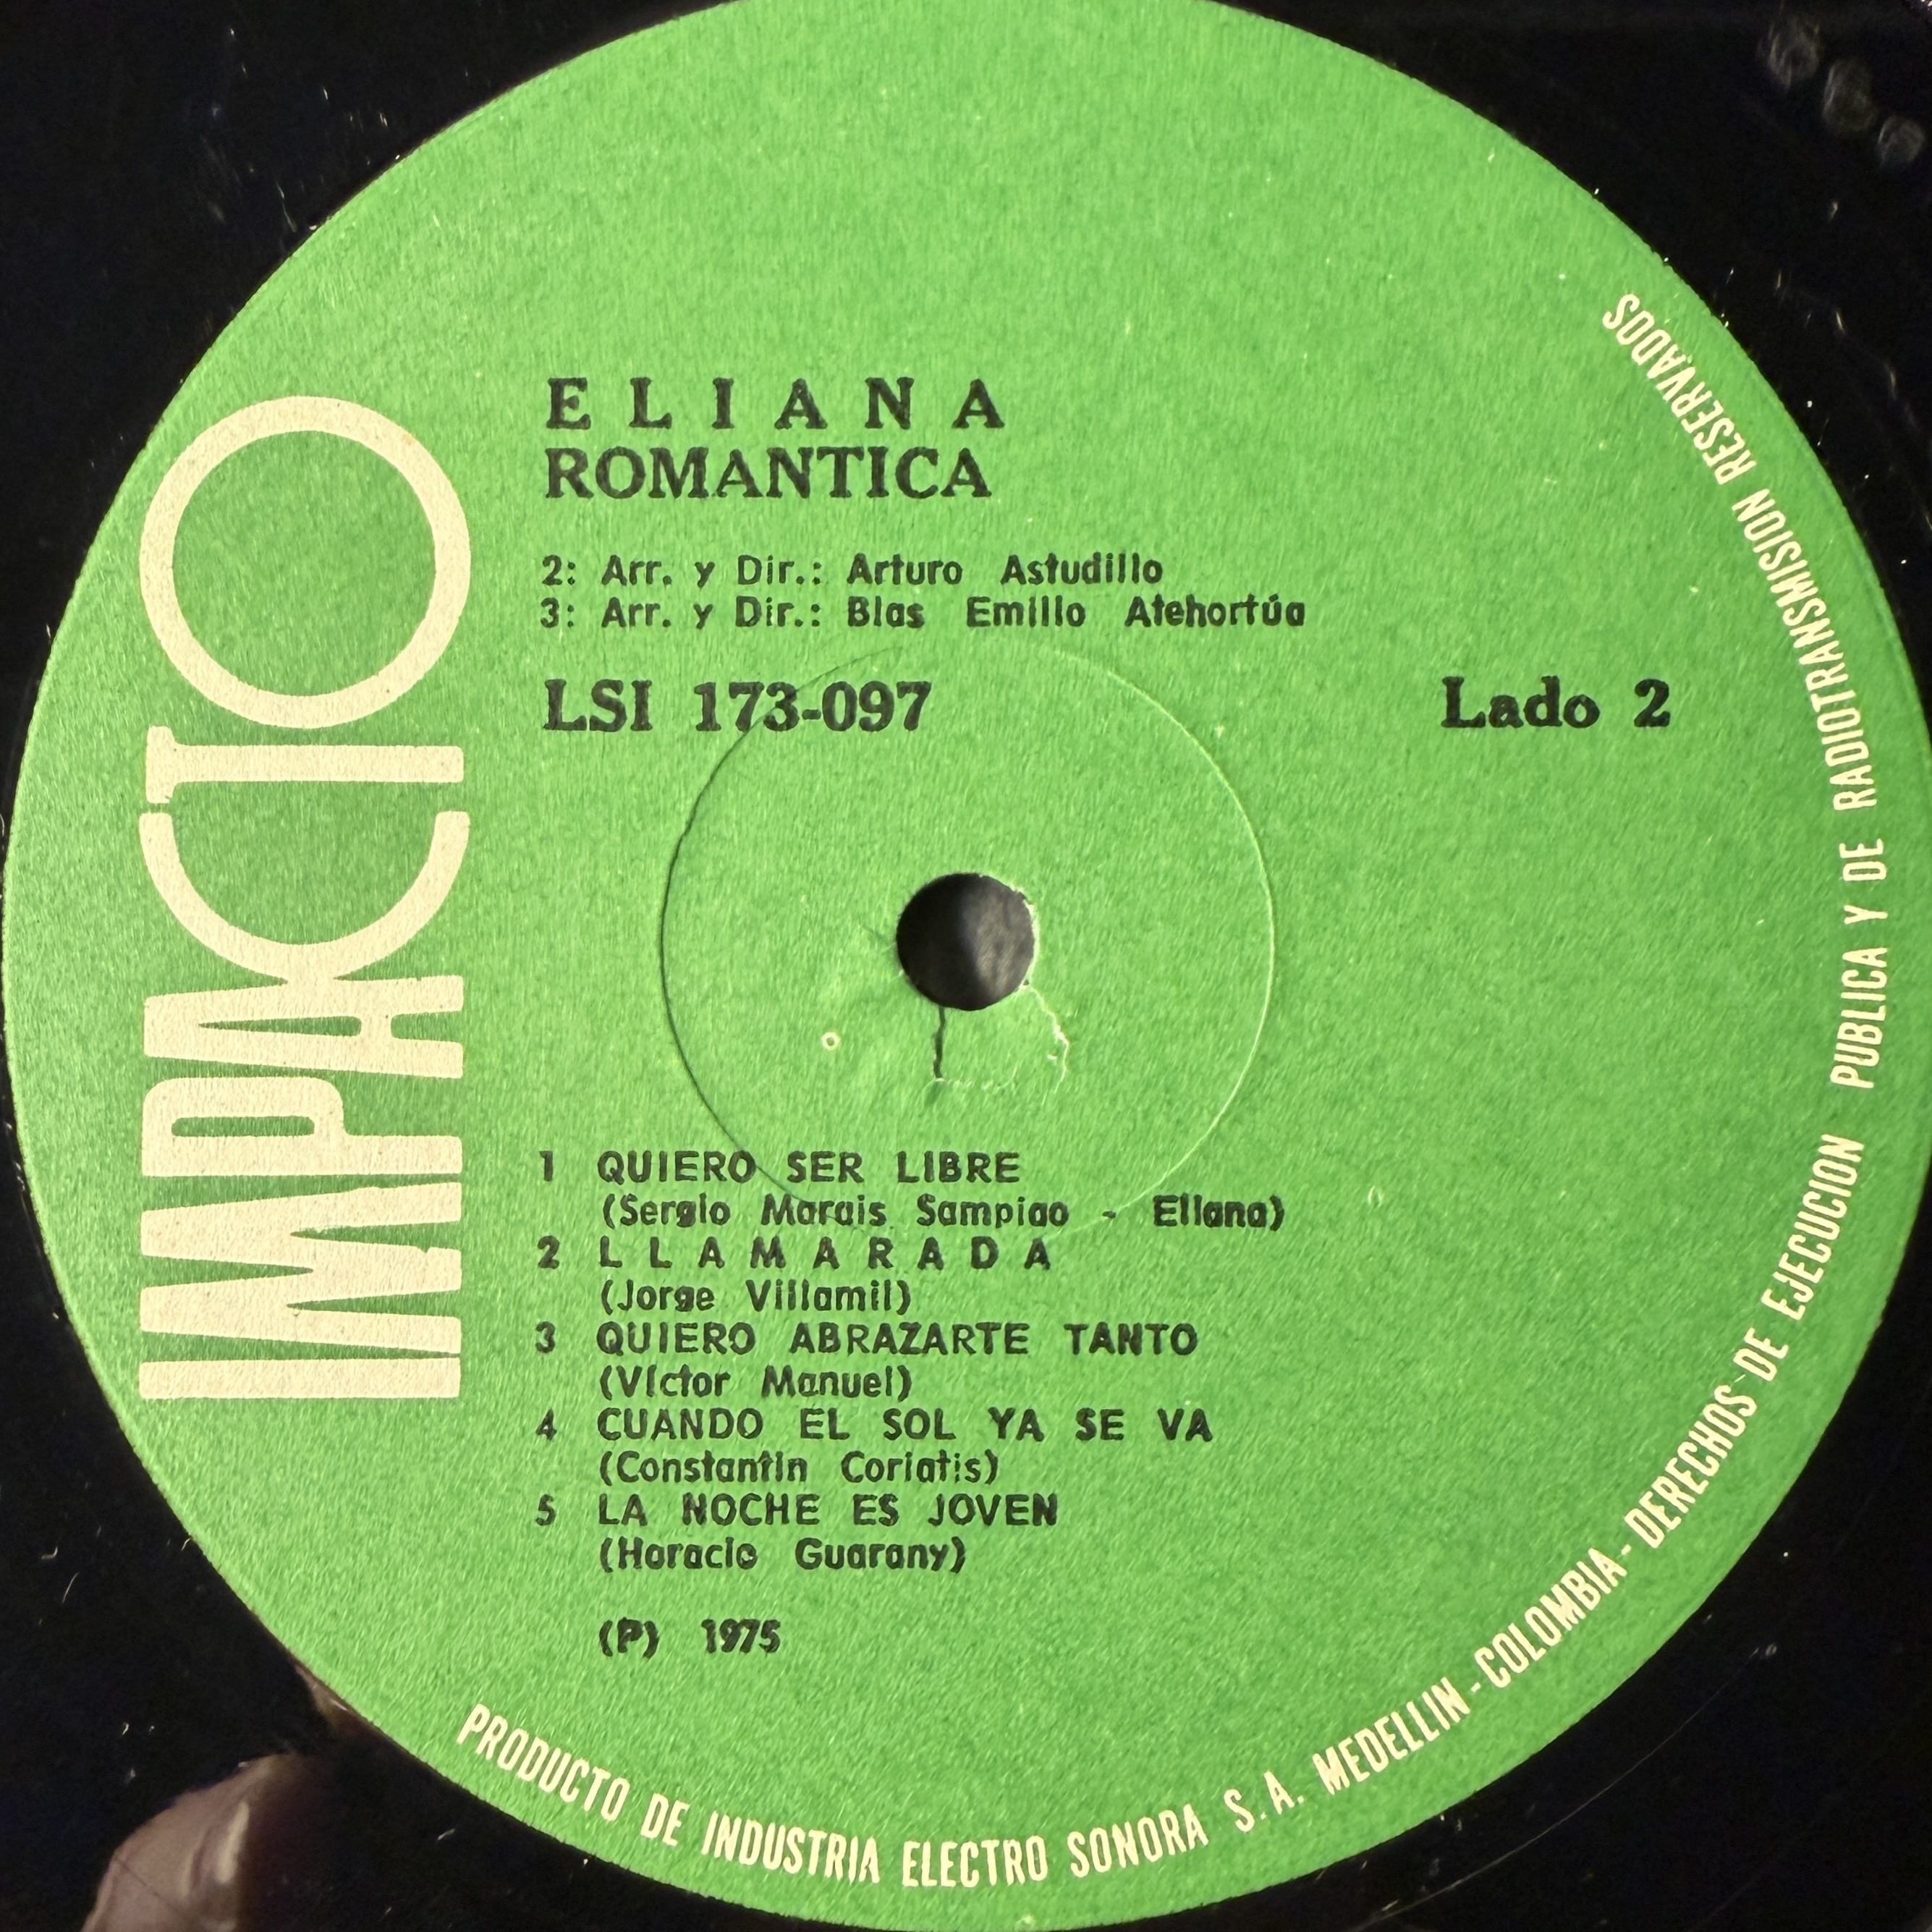 IMPACTO
ELIANA
ROMANTICA
2: Arr. y Dir.: Arturo Astudillo
3: Arr. y Dir.: Blas Emilio Atehortúa
LSI 173-097
Lado 2
1 QUIERO SER LIBRE
(Sergio Marais Sampiao - Eliana)
2 LLAMARADA
(Jorge Villamil)
3 QUIERO ABRAZARTE TANTO
(Víctor Manuel)
4 CUANDO EL SOL YA SE VA
(Constantin Coriatis)
5 LA NOCHE ES JOVEN
(Horacio Guarany)
(P) 1975
PRODUCTO DE INDUSTRIA ELECTRO SONORA S.A. MEDELLIN - COLOMBIA - DERECHOS DE EJECUCION PUBLICA Y DE RADIOTRANSMISION RESERVADOS